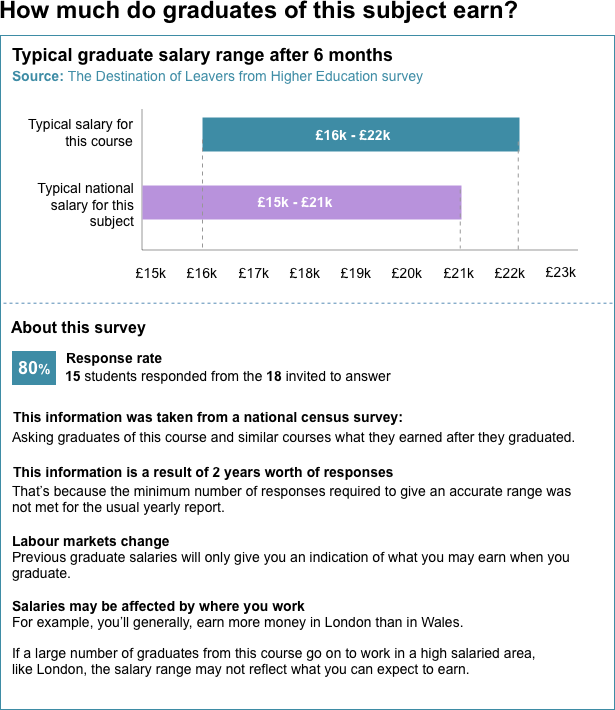 How much do graduates of this subject earn?
Typical graduate salary range after 6 months
Source: The Destination of Leavers from Higher Education survey
Typical salary for
this course
£16k - £22k
Typical national
salary for this
subject
£15k - £21k
£15k £16k £17k £18k £19k £20k £21k £22k £23k
About this survey
80%
Response rate
15 students responded from the 18 invited to answer
This information was taken from a national census survey:
Asking graduates of this course and similar courses what they earned after they graduated.
This information is a result of 2 years worth of responses
That's because the minimum number of responses required to give an accurate range was
not met for the usual yearly report.
Labour markets change
Previous graduate salaries will only give you an indication of what you may earn when you
graduate.
Salaries may be affected by where you work
For example, you'll generally, earn more money in London than in Wales.
If a large number of graduates from this course go on to work in a high salaried area,
like London, the salary range may not reflect what you can expect to earn.